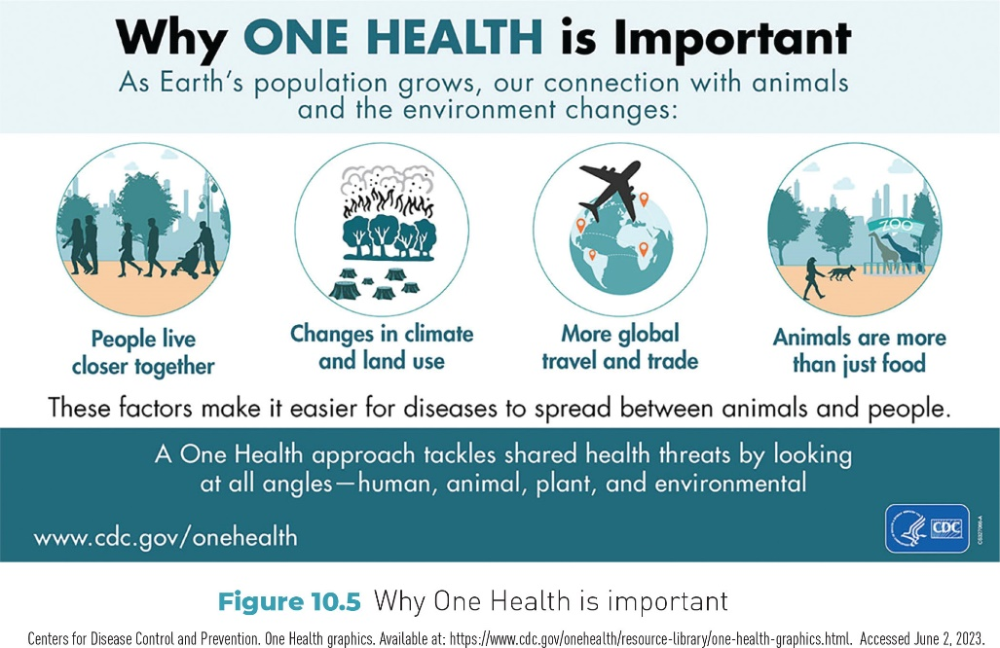 Why ONE HEALTH is Important
As Earth's population grows, our connection with animals
and the environment changes:
ZOO
People live
closer together
Changes in climate
and land use
More global
travel and trade
Animals are more
than just food
These factors make it easier for diseases to spread between animals and people.
A One Health approach tackles shared health threats by looking
at all angles—human, animal, plant, and environmental
www.cdc.gov/onehealth
CDC
Figure 10.5 Why One Health is important
Centers for Disease Control and Prevention. One Health graphics. Available at: https://www.cdc.gov/onehealth/resource-library/one-health-graphics.html. Accessed June 2, 2023.